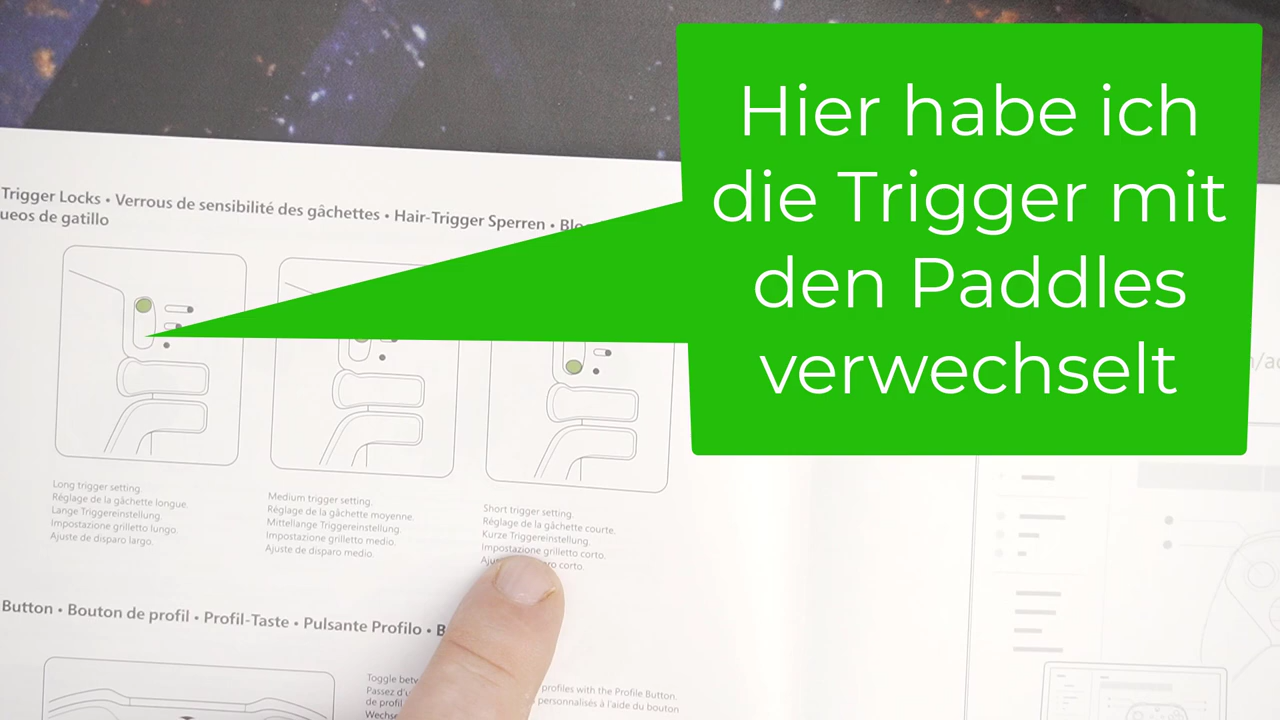 Hier habe ich
die Trigger mit
den Paddles
verwechselt
Trigger Locks • Verrous de sensibilité des gâchettes • Hair-Trigger Sperren •
ueos de gatillo
Long trigger setting.
Réglage de la gâchette longue.
Lange Triggereinstellung.
Impostazione grilletto lungo.
Ajuste de disparo largo.
Medium trigger setting.
Réglage de la gâchette moyenne.
Mittellange Triggereinstellung.
Impostazione grilletto medio.
Ajuste de disparo medio.
Short trigger setting.
Réglage de la gâchette courte.
Kurze Triggereinstellung.
Impostazione grilletto corto.
corto.
Button • Bouton de profil • Profil-Taste • Pulsante Profilo •
Toggle
profiles with the Profile Button.
Passez
personnalisés à l'aide du bouton
de profil